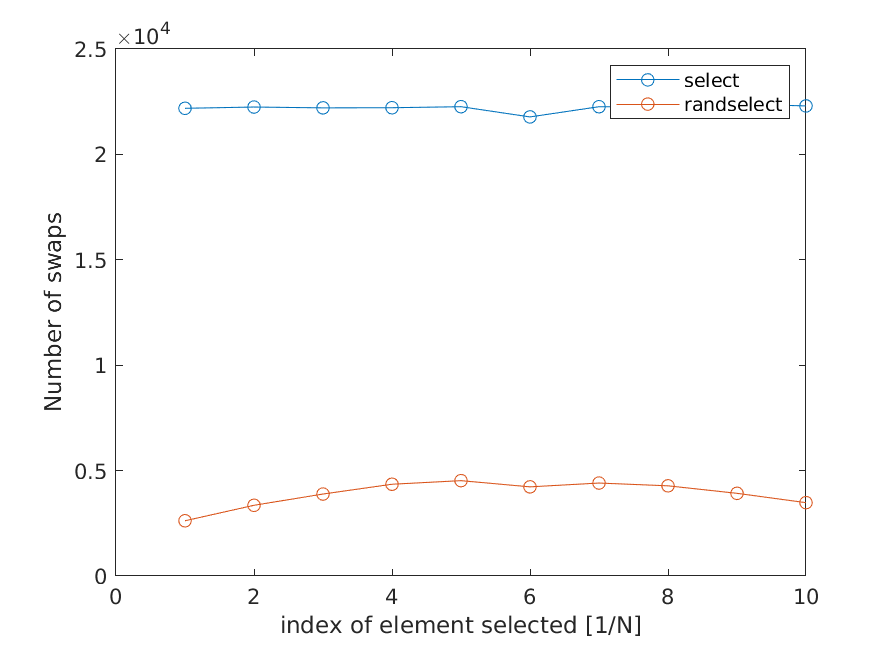 ×10⁴
2.5
2
1.5
1
0.5
0
0 2 4 6 8 10
Number of swaps
index of element selected [1/N]
select
randselect